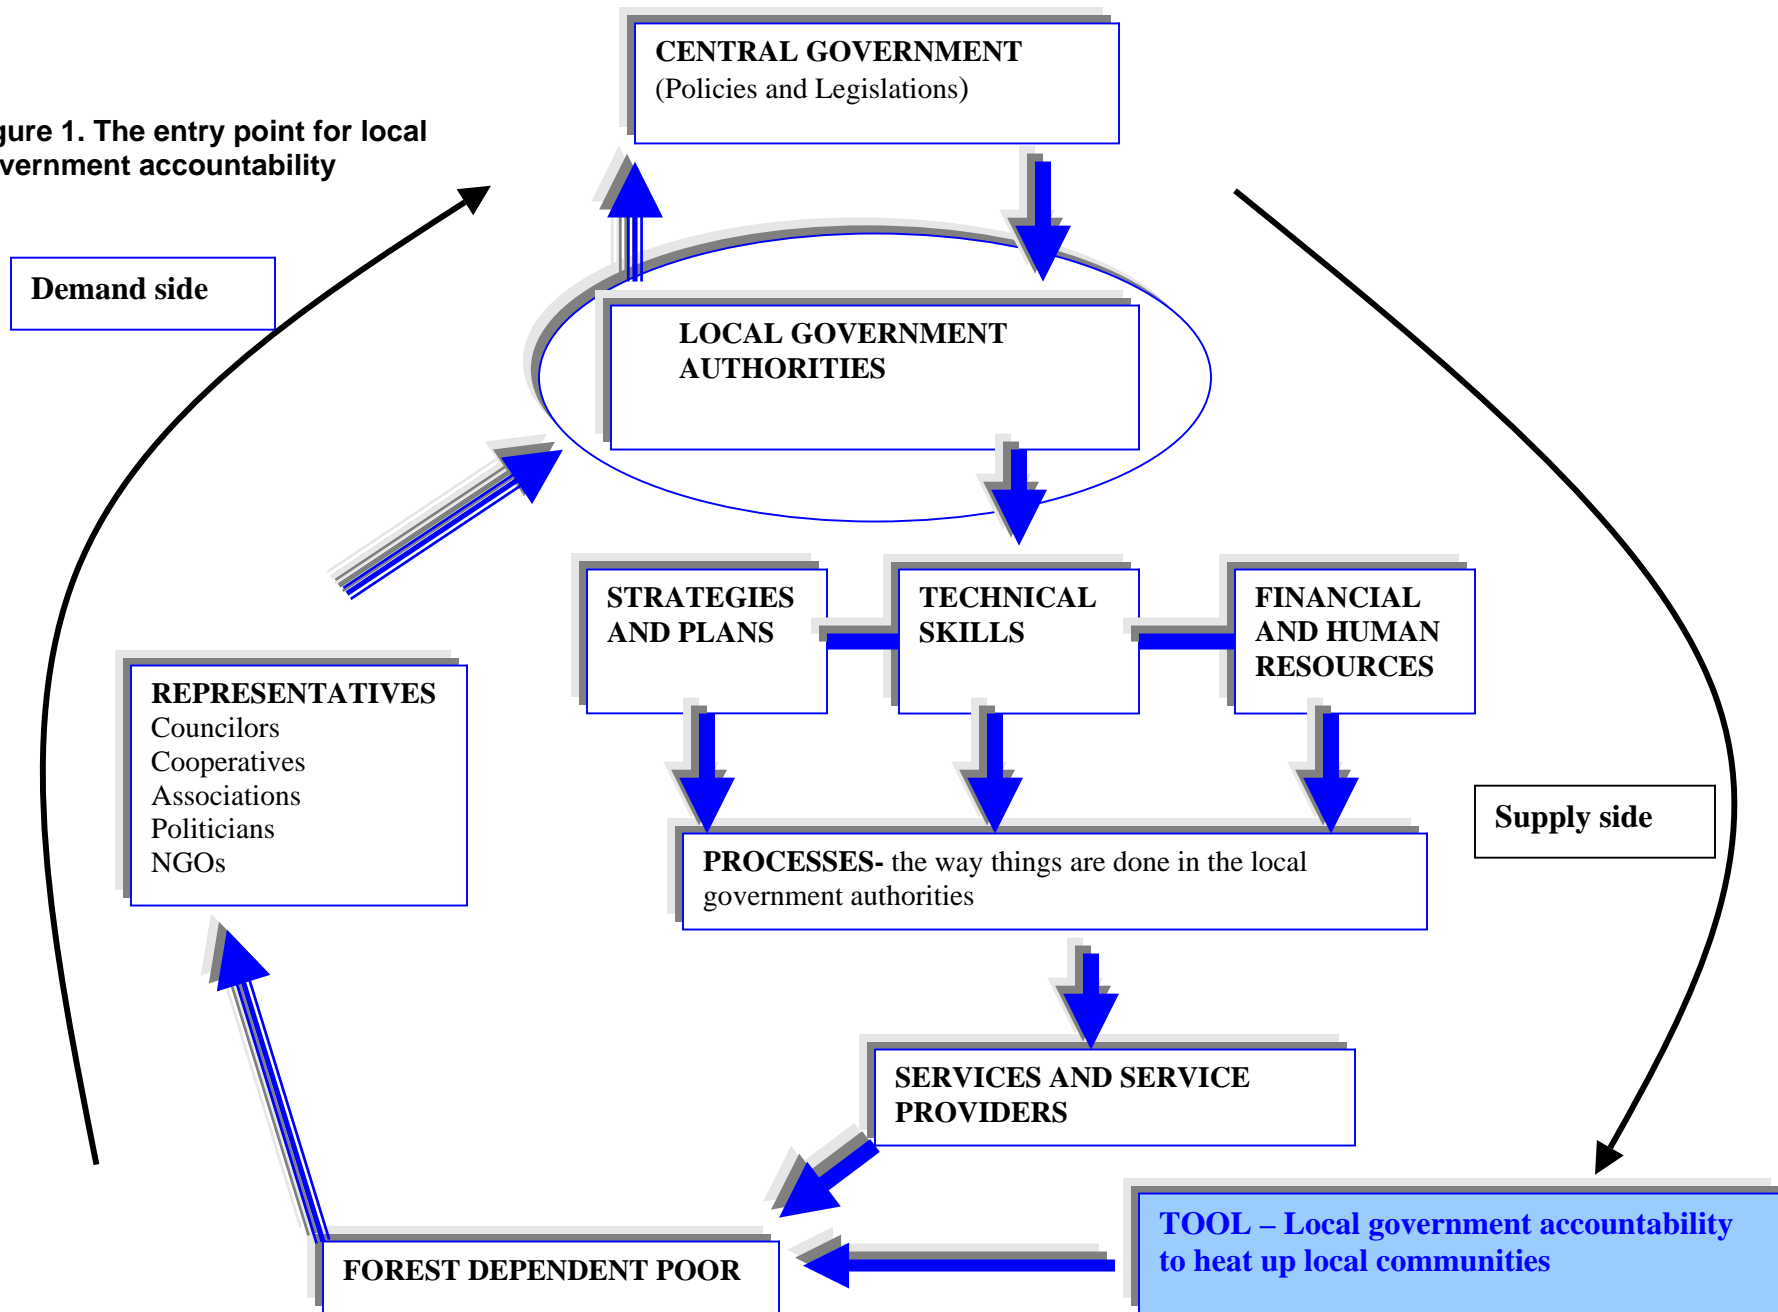 CENTRAL GOVERNMENT
(Policies and Legislations)
gure 1. The entry point for local
vernment accountability
Demand side
LOCAL GOVERNMENT
AUTHORITIES
STRATEGIES
AND PLANS
TECHNICAL
SKILLS
FINANCIAL
AND HUMAN
RESOURCES
REPRESENTATIVES
Councilors
Cooperatives
Associations
Politicians
NGOs
Supply side
PROCESSES- the way things are done in the local
government authorities
SERVICES AND SERVICE
PROVIDERS
TOOL – Local government accountability
to heat up local communities
FOREST DEPENDENT POOR